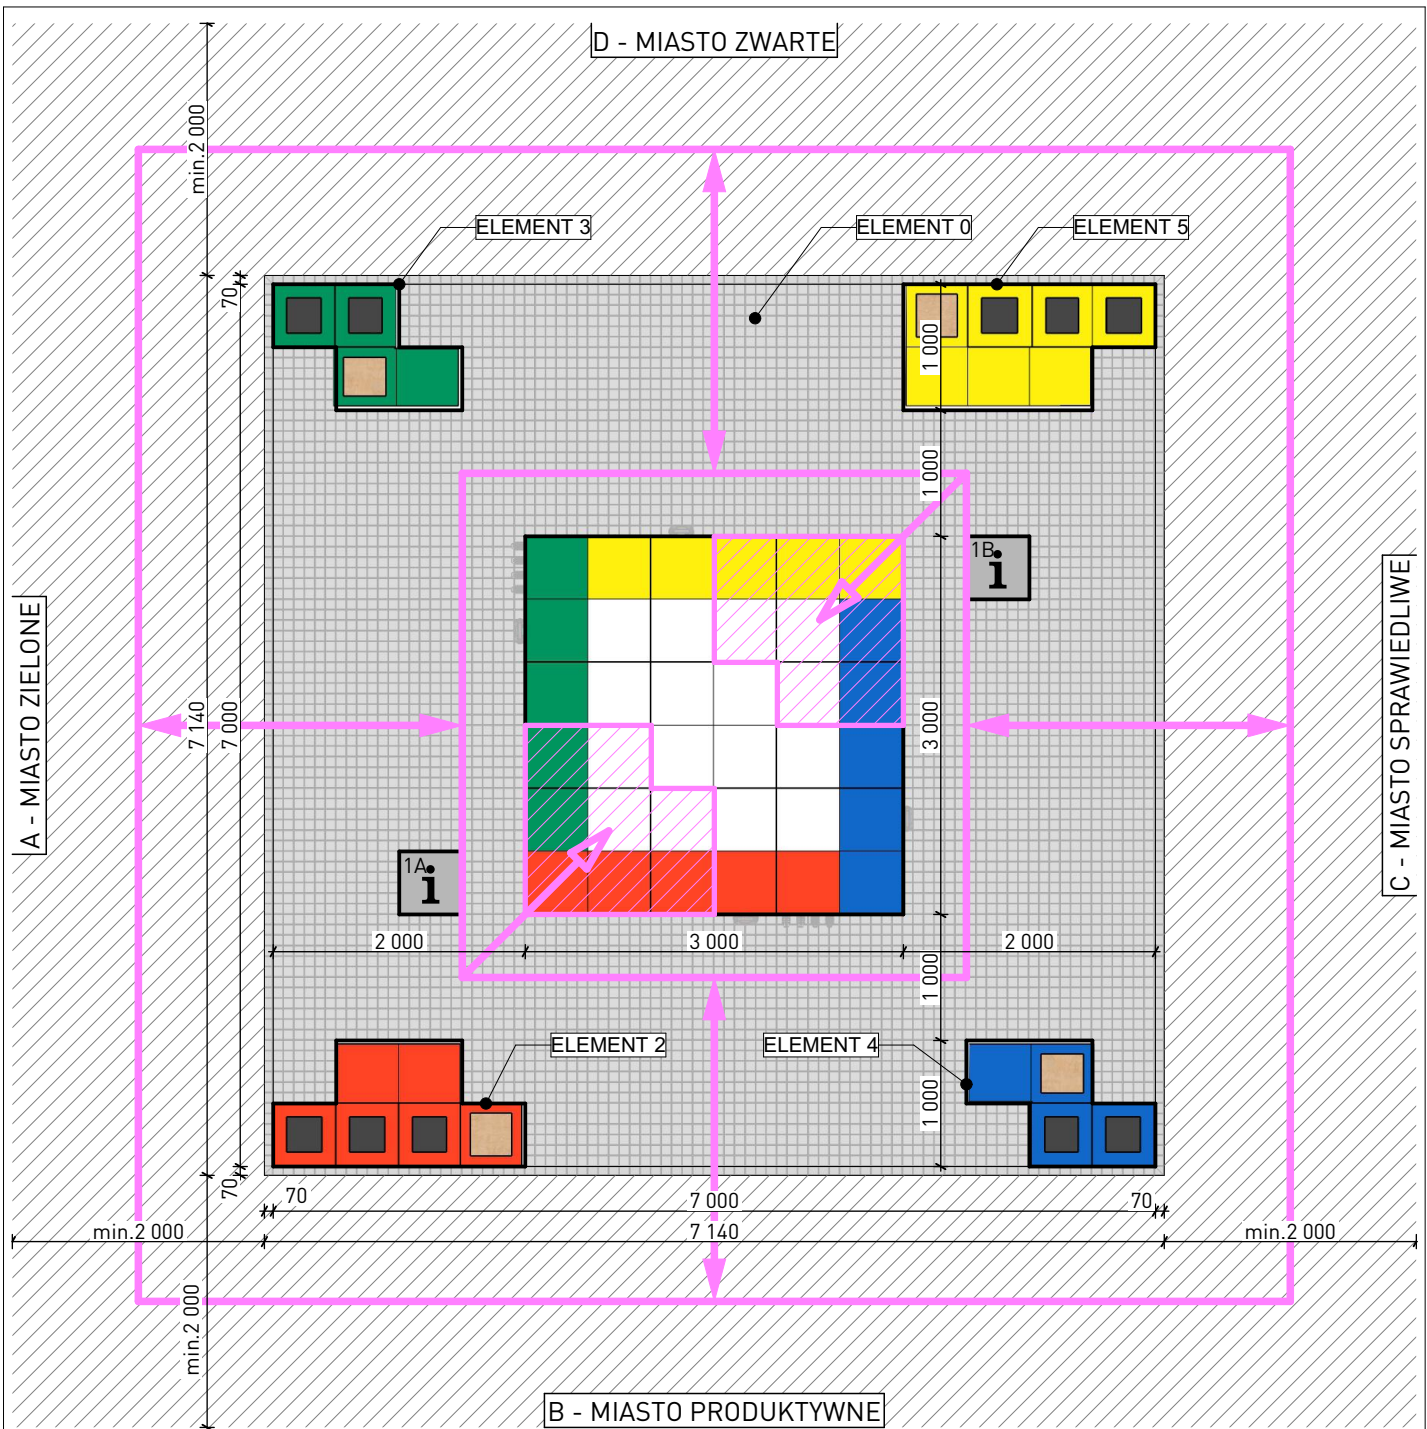 D - MIASTO ZWARTE
min.2 000
ELEMENT 3
ELEMENT 0
ELEMENT 5
70
1 000
1 000
1B
i
A - MIASTO ZIELONE
7 140
7 000
3 000
C - MIASTO SPRAWIEDLIWE
1A
i
2 000
3 000
2 000
1 000
ELEMENT 2
ELEMENT 4
1 000
70
70
7 000
70
min.2 000
7 140
min.2 000
min.2 000
B - MIASTO PRODUKTYWNE